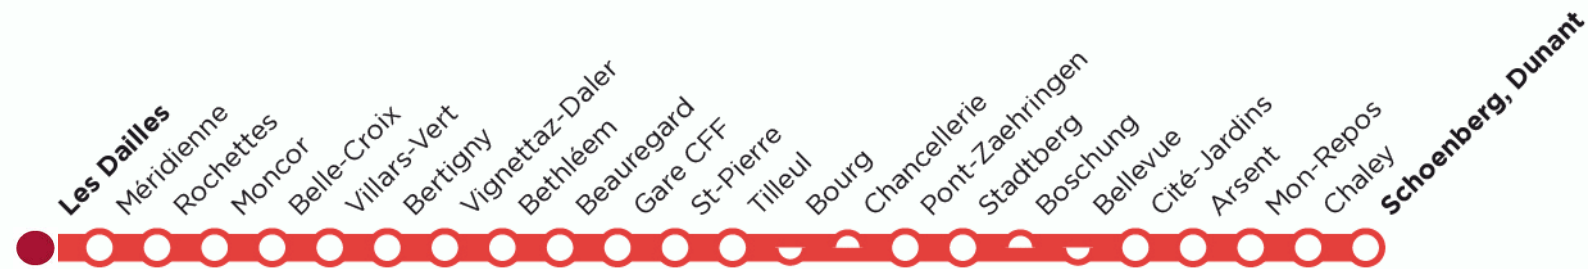 Les Dailles
Méridienne
Rochettes
Moncor
Belle-Croix
Villars-Vert
Bertigny
Vignettaz-Daler
Bethléem
Beauregard
Gare CFF
St-Pierre
Tilleul
Bourg
Chancellerie
Pont-Zaehringen
Stadtberg
Boschung
Bellevue
Cité-Jardins
Arsent
Mon-Repos
Chaley
Schoenberg, Dunant